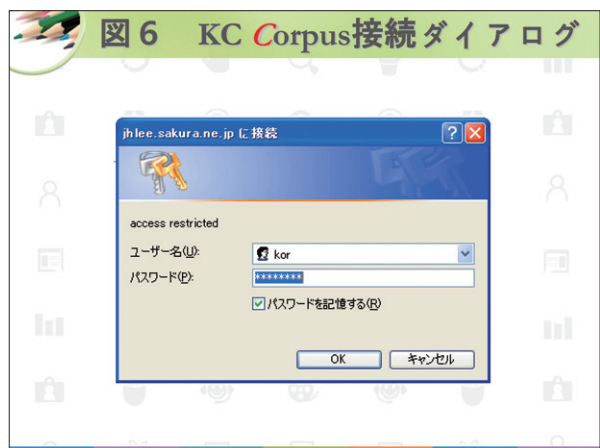 図6 KC Corpus接続ダイアログ
jhlee.sakura.ne.jp に接続
access restricted
ユーザー名(U):
kor
パスワード(P):
********
パスワードを記憶する(R)
OK キャンセル